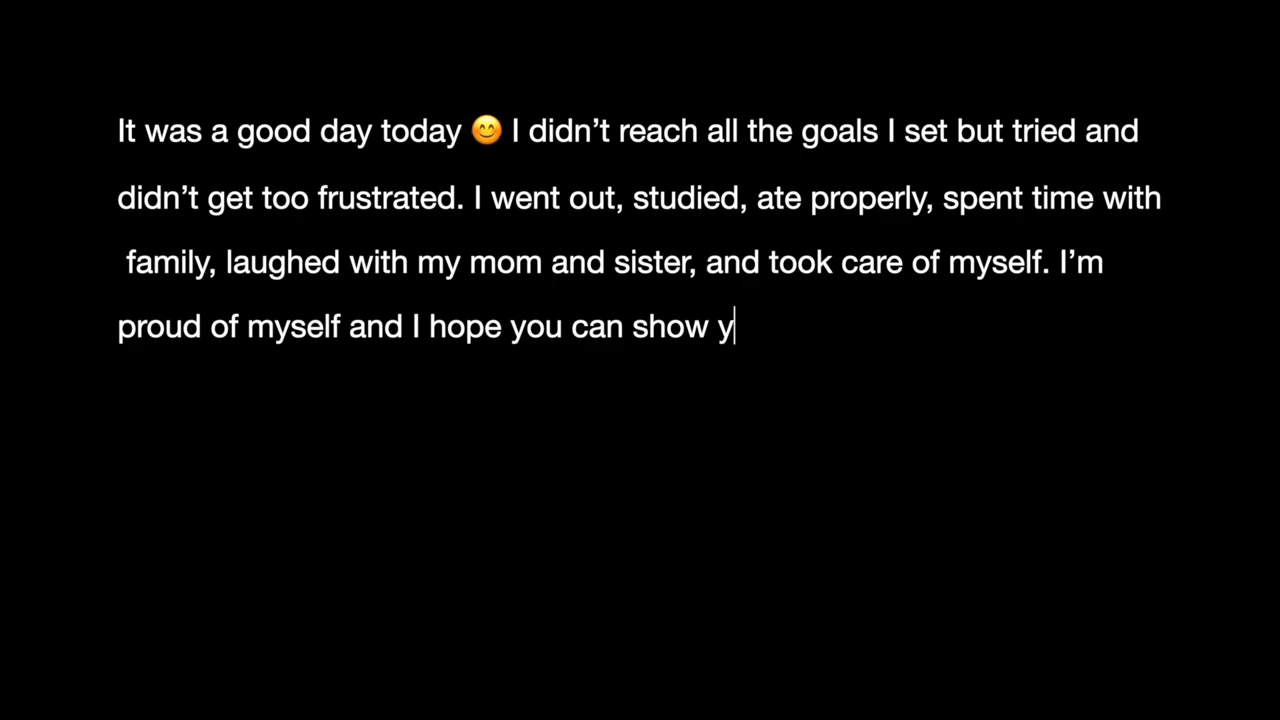 It was a good day today 😊 I didn’t reach all the goals I set but tried and
didn’t get too frustrated. I went out, studied, ate properly, spent time with
family, laughed with my mom and sister, and took care of myself. I’m
proud of myself and I hope you can show y